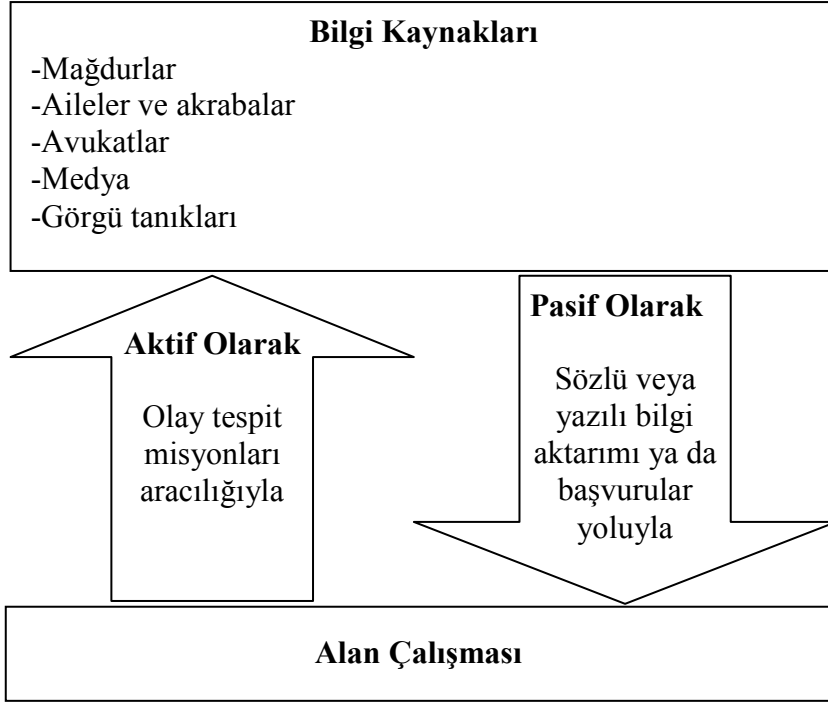 Bilgi Kaynakları
-Mağdurlar
-Aileler ve akrabalar
-Avukatlar
-Medya
-Görgü tanıkları
Aktif Olarak
Olay tespit
misyonları
aracılığıyla
Pasif Olarak
Sözlü veya
yazılı bilgi
aktarımı ya da
başvurular
yoluyla
Alan Çalışması